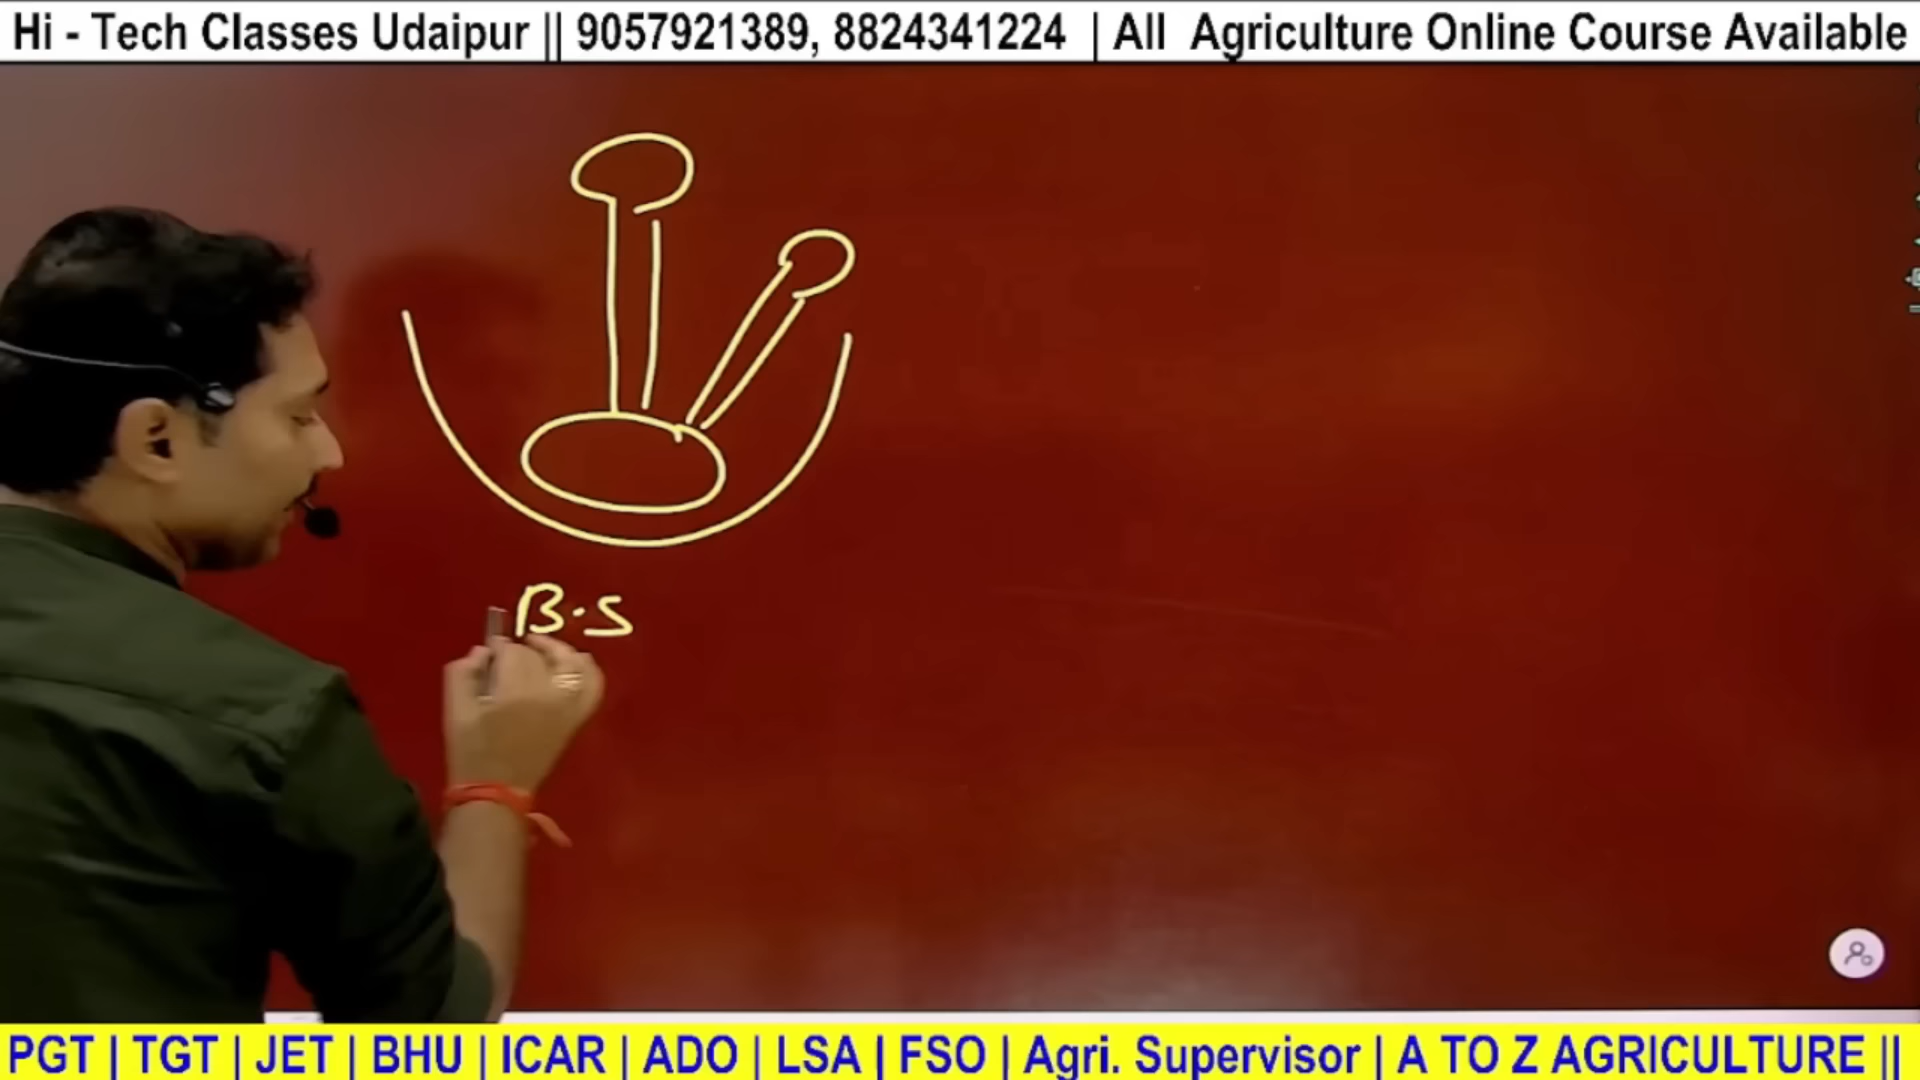 Hi - Tech Classes Udaipur || 9057921389, 8824341224 | All Agriculture Online Course Available
B.S
PGT | TGT | JET | BHU | ICAR | ADO | LSA | FSO | Agri. Supervisor | A TO Z AGRICULTURE ||